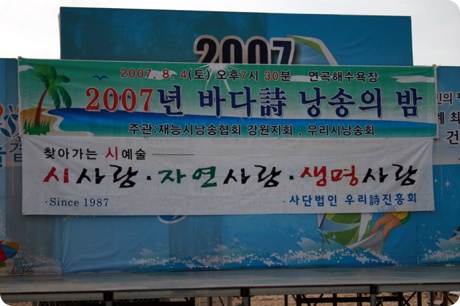 2007
2007. 8. 4(토) 오후7시 30분 연곡해수욕장
2007년 바다詩 낭송의 밤
주관:재능시낭송협회 강원지회 , 우리시낭송회
찾아가는 시예술
시사랑·자연사랑·생명사랑
·Since 1987
·사단법인 우리詩진흥회